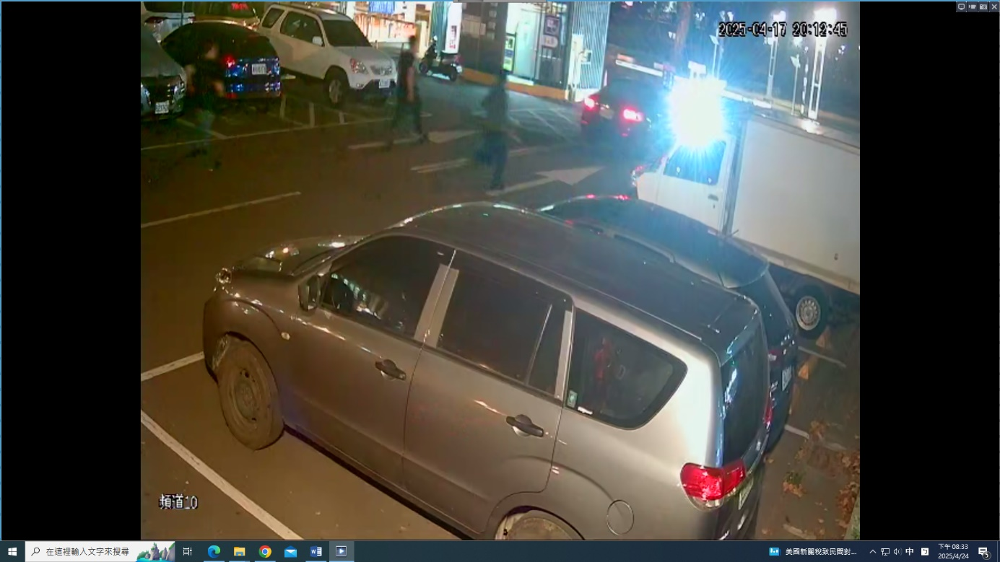 2025-04-17 20:12:45
頻道10
在這裡輸入文字來搜尋
美國新關稅致民間對...
中
下午 08:33
2025/4/24
5